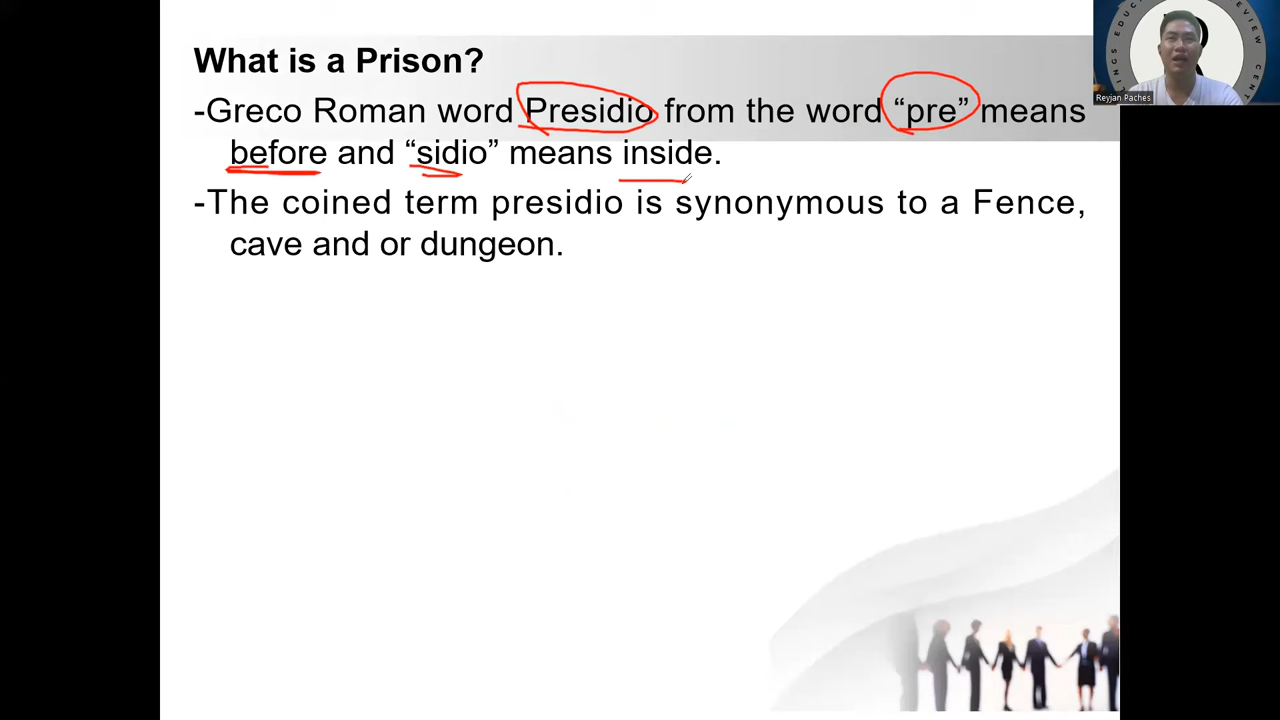 What is a Prison?
-Greco Roman word Presidio from the word “pre” means
before and “sidio” means inside.
-The coined term presidio is synonymous to a Fence,
cave and or dungeon.
Reyjan Paches